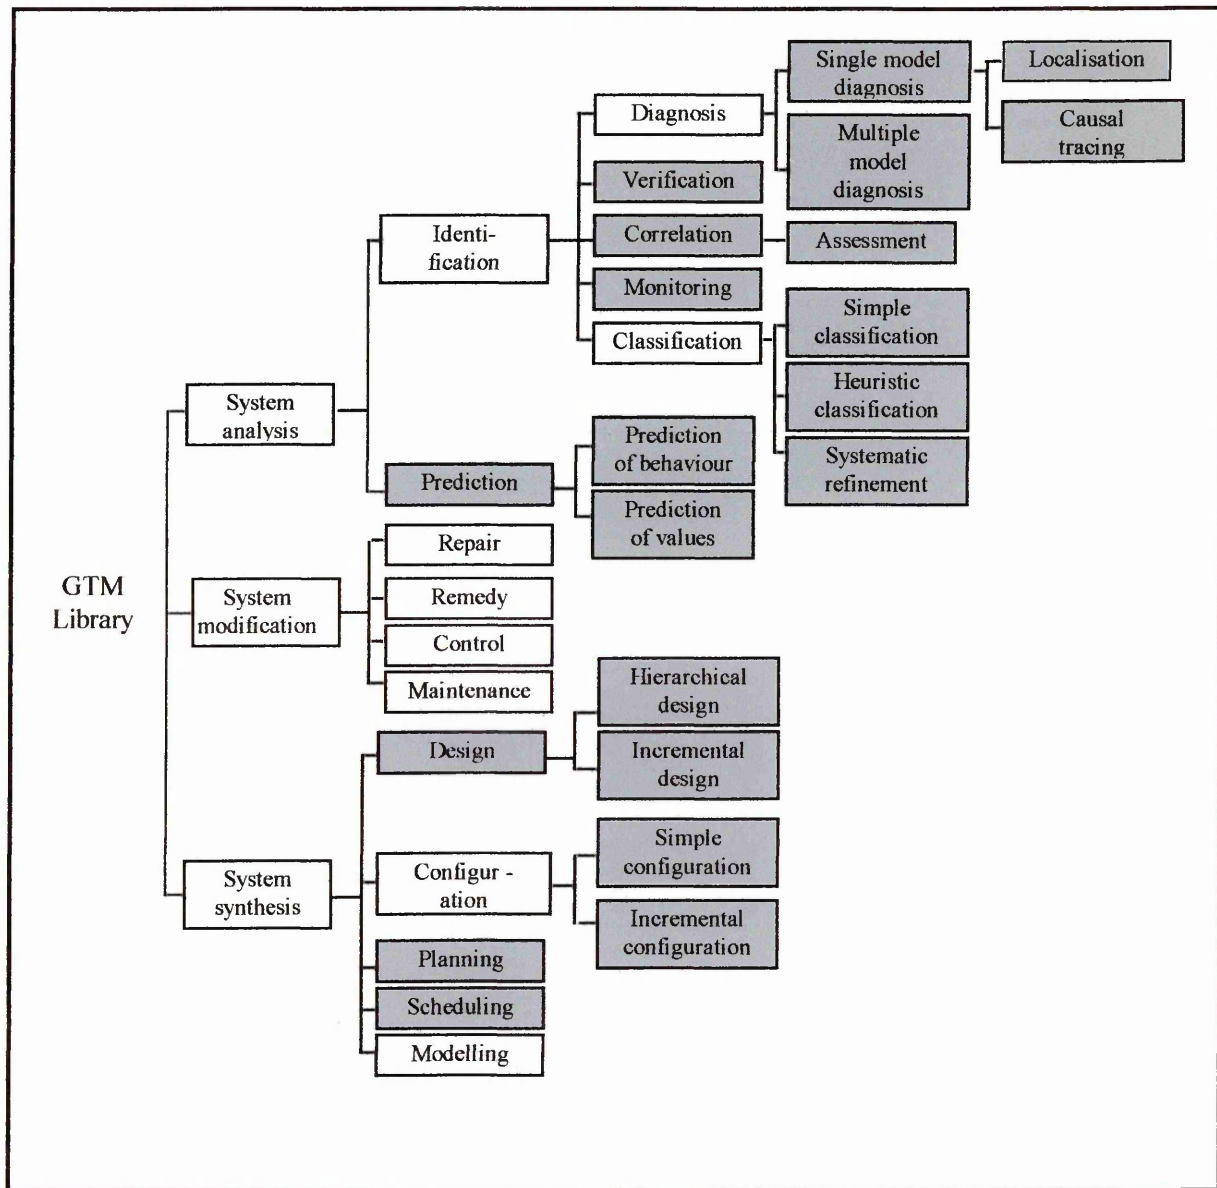 GTM
Library
System
analysis
Identi-
fication
Diagnosis
Single model
diagnosis
Localisation
Causal
tracing
Multiple
model
diagnosis
Verification
Correlation
Assessment
Monitoring
Classification
Simple
classification
Heuristic
classification
Systematic
refinement
Prediction
Prediction
of behaviour
Prediction
of values
System
modification
Repair
Remedy
Control
Maintenance
System
synthesis
Design
Hierarchical
design
Incremental
design
Configur -
ation
Simple
configuration
Incremental
configuration
Planning
Scheduling
Modelling